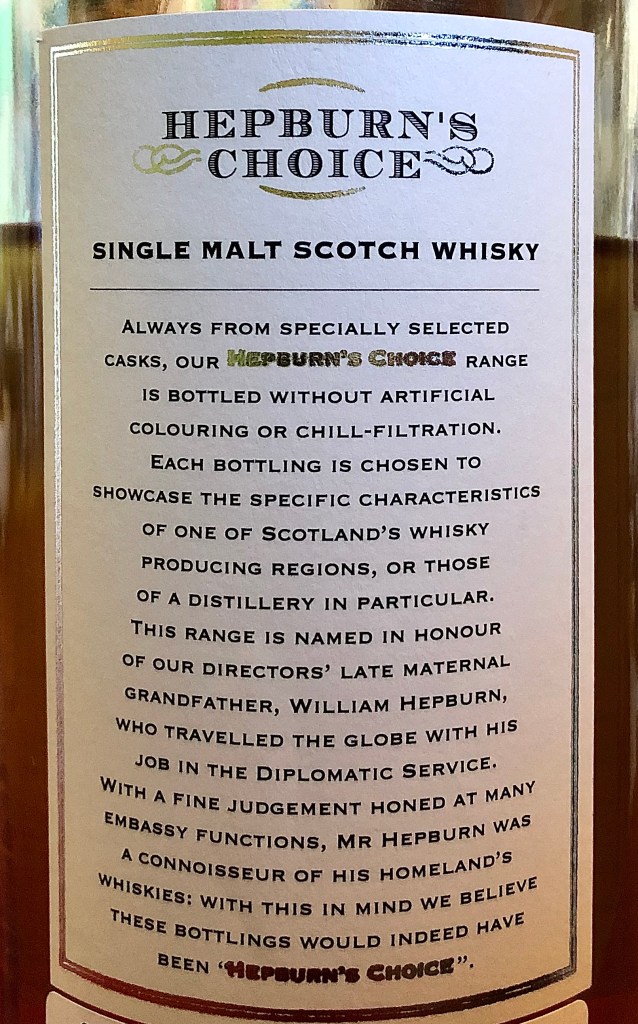 HEPBURN'S
CHOICE
SINGLE MALT SCOTCH WHISKY
ALWAYS FROM SPECIALLY SELECTED
CASKS, OUR HEPBURN'S CHOICE RANGE
IS BOTTLED WITHOUT ARTIFICIAL
COLOURING OR CHILL-FILTRATION.
EACH BOTTLING IS CHOSEN TO
SHOWCASE THE SPECIFIC CHARACTERISTICS
OF ONE OF SCOTLAND'S WHISKY
PRODUCING REGIONS, OR THOSE
OF A DISTILLERY IN PARTICULAR.
THIS RANGE IS NAMED IN HONOUR
OF OUR DIRECTORS' LATE MATERNAL
GRANDFATHER, WILLIAM HEPBURN,
WHO TRAVELLED THE GLOBE WITH HIS
JOB IN THE DIPLOMATIC SERVICE.
WITH A FINE JUDGEMENT HONED AT MANY
EMBASSY FUNCTIONS, MR HEPBURN WAS
A CONNOISSEUR OF HIS HOMELAND'S
WHISKIES: WITH THIS IN MIND WE BELIEVE
THESE BOTTLINGS WOULD INDEED HAVE
BEEN "HEPBURN'S CHOICE".